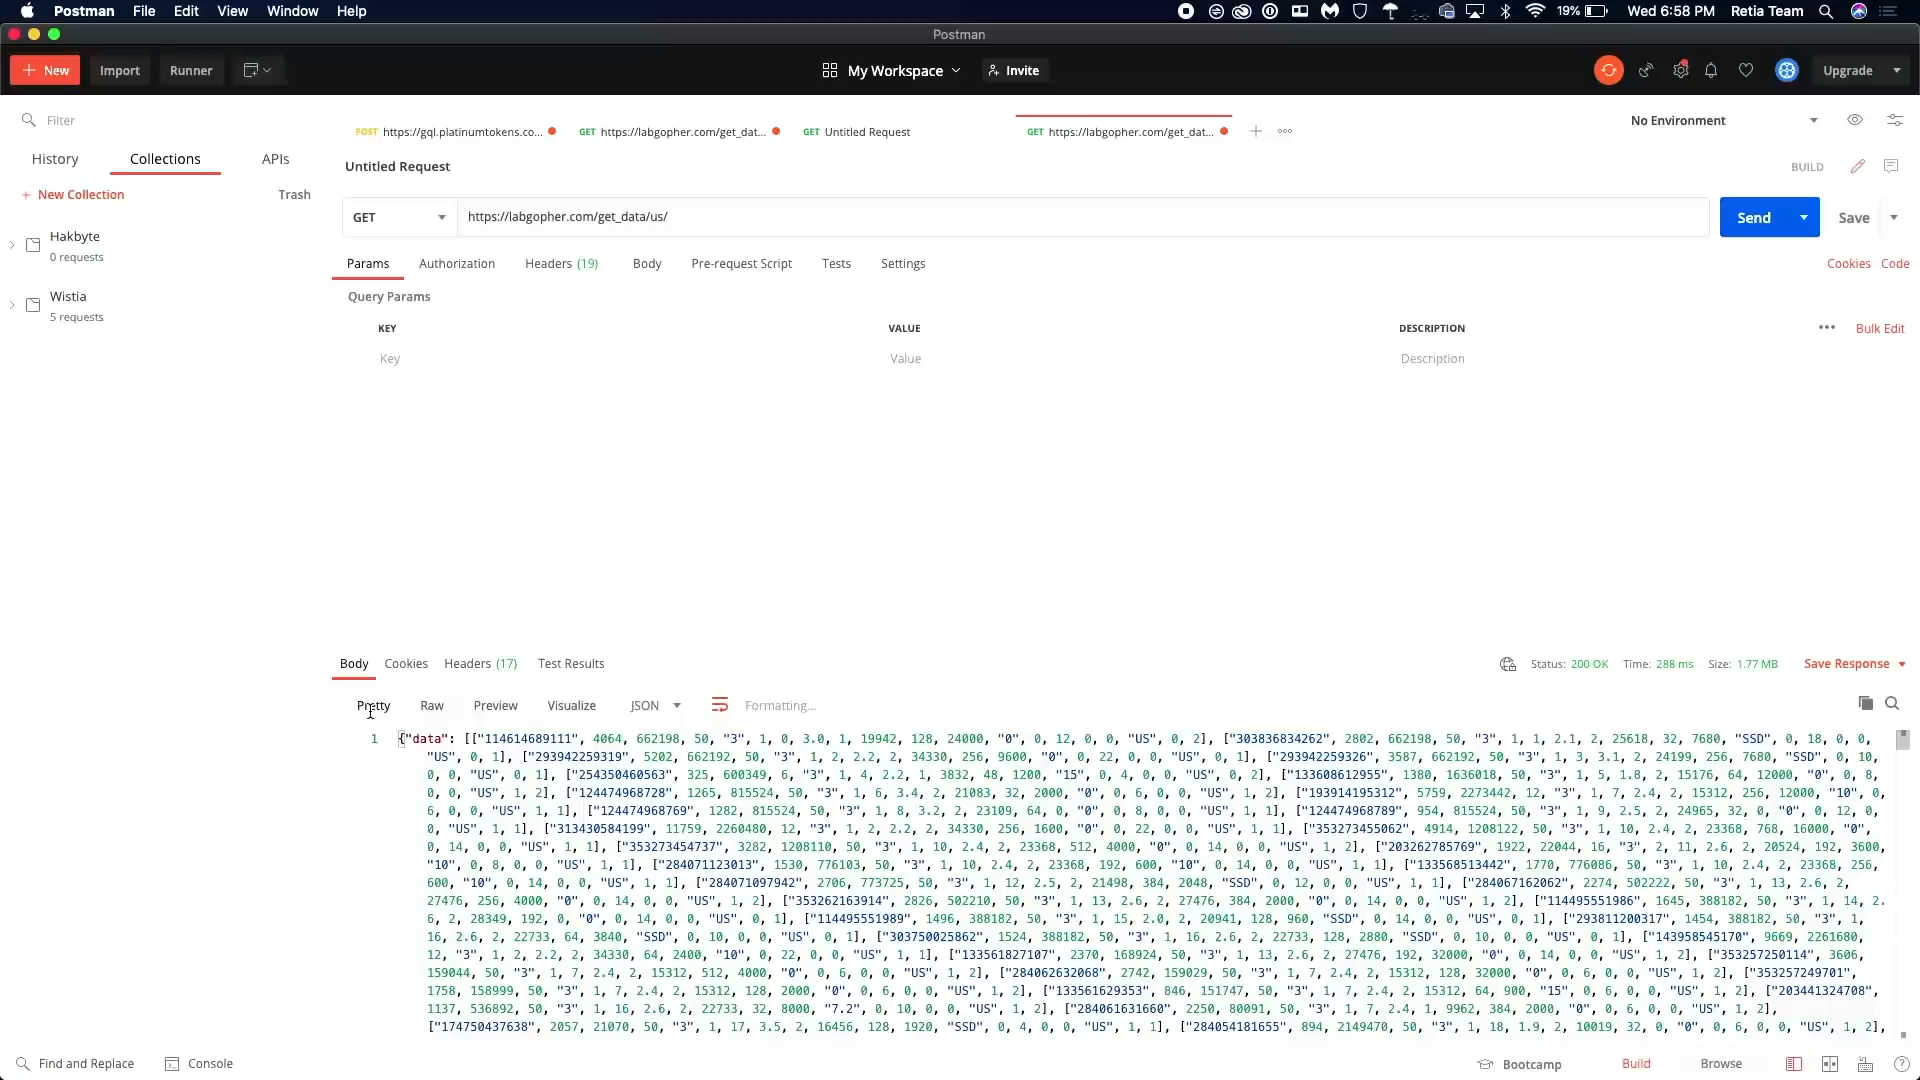 Postman File Edit View Window Help 19% Wed 6:58 PM Retia Team
Postman
New Import Runner My Workspace Invite Upgrade
Filter
POST https://gql.platinumtokens.co... GET https://labgopher.com/get_dat... GET Untitled Request GET https://labgopher.com/get_dat... No Environment
History Collections APIs
Untitled Request BUILD
+ New Collection Trash
GET https://labgopher.com/get_data/us/ Send Save
Hakbyte
0 requests
Wistia
5 requests
Params Authorization Headers (19) Body Pre-request Script Tests Settings Cookies Code
Query Params
KEY VALUE DESCRIPTION Bulk Edit
Key Value Description
Body Cookies Headers (17) Test Results Status: 200 OK Time: 288 ms Size: 1.77 MB Save Response
Pretty Raw Preview Visualize JSON Formatting...
1 {"data": [["114614689111", 4064, 662198, 50, "3", 1, 0, 3.0, 1, 19942, 128, 24000, "0", 0, 12, 0, 0, "US", 0, 2], ["303836834262", 2802, 662198, 50, "3", 1, 1, 2.1, 2, 25618, 32, 7680, "SSD", 0, 18, 0, 0,
"US", 0, 1], ["293942259319", 5202, 662192, 50, "3", 1, 2, 2.2, 2, 34330, 256, 9600, "0", 0, 22, 0, 0, "US", 0, 1], ["293942259326", 3587, 662192, 50, "3", 1, 3, 3.1, 2, 24199, 256, 7680, "SSD", 0, 10,
0, 0, "US", 0, 1], ["254350460563", 325, 600349, 6, "3", 1, 4, 2.2, 1, 3832, 48, 1200, "15", 0, 4, 0, 0, "US", 0, 2], ["133608612955", 1380, 1636018, 50, "3", 1, 5, 1.8, 2, 15176, 64, 12000, "0", 0, 8,
0, 0, "US", 1, 2], ["124474968728", 1265, 815524, 50, "3", 1, 6, 3.4, 2, 21083, 32, 2000, "0", 0, 6, 0, 0, "US", 1, 2], ["193914195312", 5759, 2273442, 12, "3", 1, 7, 2.4, 2, 15312, 256, 12000, "10", 0,
6, 0, 0, "US", 1, 1], ["124474968769", 1282, 815524, 50, "3", 1, 8, 3.2, 2, 23109, 64, 0, "0", 0, 8, 0, 0, "US", 1, 1], ["124474968789", 954, 815524, 50, "3", 1, 9, 2.5, 2, 24965, 32, 0, "0", 0, 12, 0,
0, "US", 1, 1], ["313430584199", 11759, 2260480, 12, "3", 1, 2, 2.2, 2, 34330, 256, 1600, "0", 0, 22, 0, 0, "US", 1, 1], ["353273455062", 4914, 1208122, 50, "3", 1, 10, 2.4, 2, 23368, 768, 16000, "0",
0, 14, 0, 0, "US", 1, 1], ["353273454737", 3282, 1208110, 50, "3", 1, 10, 2.4, 2, 23368, 512, 4000, "0", 0, 14, 0, 0, "US", 1, 2], ["203262785769", 1922, 22044, 16, "3", 2, 11, 2.6, 2, 20524, 192, 3600,
"10", 0, 8, 0, 0, "US", 1, 1], ["284071123013", 1530, 776103, 50, "3", 1, 10, 2.4, 2, 23368, 192, 600, "10", 0, 14, 0, 0, "US", 1, 1], ["133568513442", 1770, 776086, 50, "3", 1, 10, 2.4, 2, 23368, 256,
600, "10", 0, 14, 0, 0, "US", 1, 1], ["284071097942", 2706, 773725, 50, "3", 1, 12, 2.5, 2, 21498, 384, 2048, "SSD", 0, 12, 0, 0, "US", 1, 1], ["284067162062", 2274, 502222, 50, "3", 1, 13, 2.6, 2,
27476, 256, 4000, "0", 0, 14, 0, 0, "US", 1, 2], ["353262163914", 2826, 502210, 50, "3", 1, 13, 2.6, 2, 27476, 384, 2000, "0", 0, 14, 0, 0, "US", 1, 2], ["114495551986", 1645, 388182, 50, "3", 1, 14, 2.
6, 2, 28349, 192, 0, "0", 0, 14, 0, 0, "US", 0, 1], ["114495551989", 1496, 388182, 50, "3", 1, 15, 2.0, 2, 20941, 128, 960, "SSD", 0, 14, 0, 0, "US", 0, 1], ["293811200317", 1454, 388182, 50, "3", 1,
16, 2.6, 2, 22733, 64, 3840, "SSD", 0, 10, 0, 0, "US", 0, 1], ["303750025862", 1524, 388182, 50, "3", 1, 16, 2.6, 2, 22733, 128, 2880, "SSD", 0, 10, 0, 0, "US", 0, 1], ["143958545170", 9669, 2261680,
12, "3", 1, 2, 2.2, 2, 34330, 64, 2400, "10", 0, 22, 0, 0, "US", 1, 1], ["133561827107", 2370, 168924, 50, "3", 1, 13, 2.6, 2, 27476, 192, 32000, "0", 0, 14, 0, 0, "US", 1, 2], ["353257250114", 3606,
159044, 50, "3", 1, 7, 2.4, 2, 15312, 512, 4000, "0", 0, 6, 0, 0, "US", 1, 2], ["284062632068", 2742, 159029, 50, "3", 1, 7, 2.4, 2, 15312, 128, 32000, "0", 0, 6, 0, 0, "US", 1, 2], ["353257249701",
1758, 158999, 50, "3", 1, 7, 2.4, 2, 15312, 128, 2000, "0", 0, 6, 0, 0, "US", 1, 2], ["133561629353", 846, 151747, 50, "3", 1, 7, 2.4, 2, 15312, 64, 900, "15", 0, 6, 0, 0, "US", 1, 2], ["203441324708",
1137, 536892, 50, "3", 1, 16, 2.6, 2, 22733, 32, 8000, "7.2", 0, 10, 0, 0, "US", 1, 2], ["284061631660", 2250, 80091, 50, "3", 1, 7, 2.4, 1, 9962, 384, 2000, "0", 0, 6, 0, 0, "US", 1, 2],
["174750437638", 2057, 21070, 50, "3", 1, 17, 3.5, 2, 16456, 128, 1920, "SSD", 0, 4, 0, 0, "US", 1, 1], ["284054181655", 894, 2149470, 50, "3", 1, 18, 1.9, 2, 10019, 32, 0, "0", 0, 6, 0, 0, "US", 1, 2],
Find and Replace Console Bootcamp Build Browse